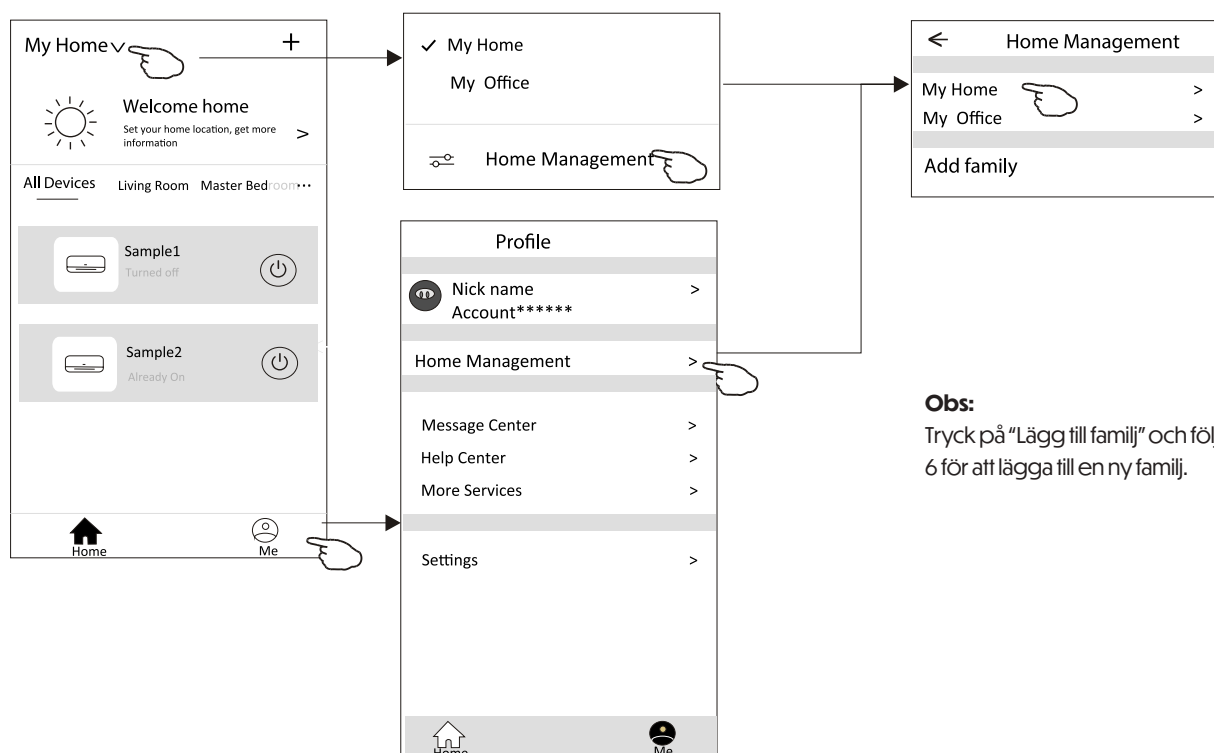 My Home
+
Welcome home
Set your home location, get more
information
>
All Devices Living Room Master Bedroom...
Sample1
Turned off
Sample2
Already On
Home
Me
✓ My Home
My Office
Home Management
Profile
Nick name >
Account******
Home Management >
Message Center >
Help Center >
More Services >
Settings >
Home
Me
Home Management
My Home >
My Office >
Add family
Obs:
Tryck på "Lägg till familj" och föl
6 för att lägga till en ny familj.